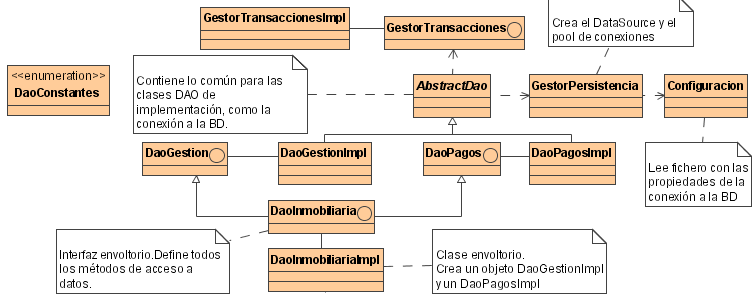 GestorTransaccionesImpl
GestorTransacciones
Crea el DataSource y el
pool de conexiones
<<enumeration>>
DaoConstantes
Contiene lo común para las
clases DAO de
implementación, como la
conexión a la BD.
AbstractDao
GestorPersistencia
Configuracion
DaoGestion
DaoGestionImpl
DaoPagos
DaoPagosImpl
Lee fichero con las
propiedades de la
conexión a la BD
DaoInmobiliaria
Interfaz envoltorio.Define todos
los métodos de acceso a
datos.
DaoInmobiliariaImpl
Clase envoltorio.
Crea un objeto DaoGestionImpl
y un DaoPagosImpl